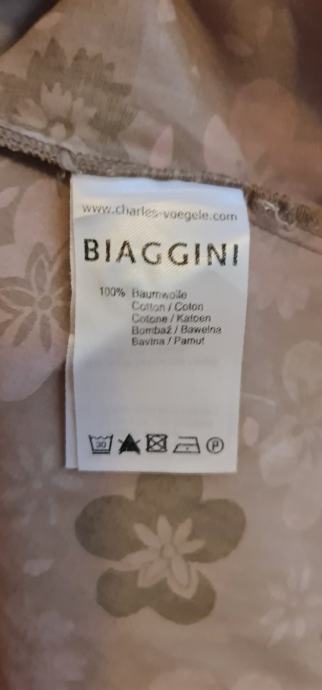 www.charles-voegele.com
BIAGGINI
100% Baumwolle
Cotton / Coton
Cotone / Katoen
Bombaž / Bawełna
Bavlna / Pamut
30
P